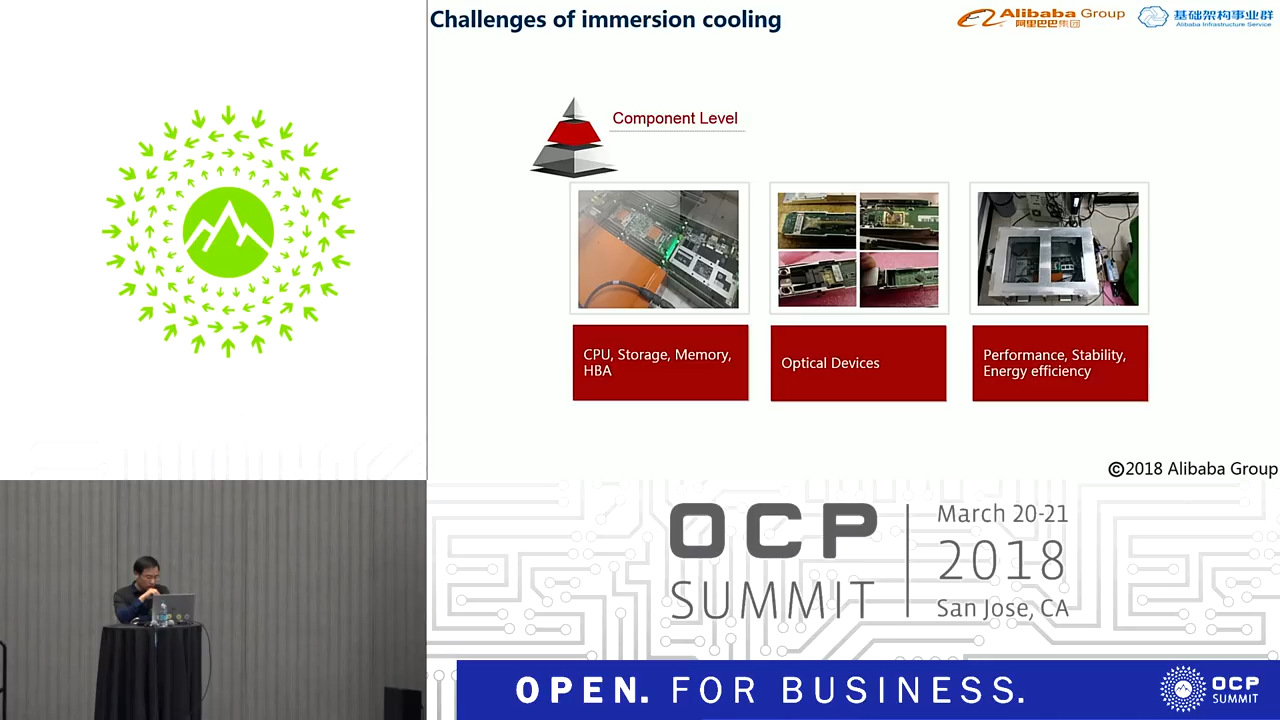 Challenges of immersion cooling
Alibaba Group
阿里巴巴集团
基础架构事业群
Alibaba Infrastructure Service
Component Level
CPU, Storage, Memory,
HBA
Optical Devices
Performance, Stability,
Energy efficiency
©2018 Alibaba Group
OCP
SUMMIT
March 20-21
2018
San Jose, CA
OPEN. FOR BUSINESS.
OCP
SUMMIT